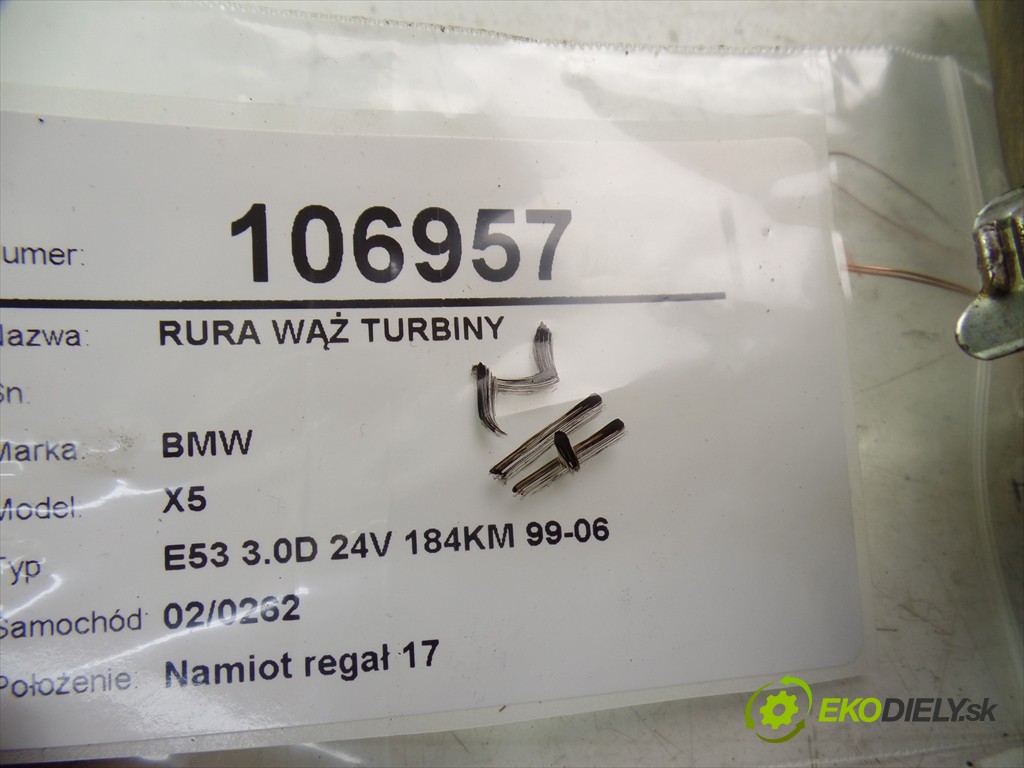 umer: 106957
Nazwa: RURA WĄŻ TURBINY
Sn.
Marka: BMW
Model: X5
Typ E53 3.0D 24V 184KM 99-06
Samochód 02/0262
Położenie: Namiot regał 17
EKODIELY.sk